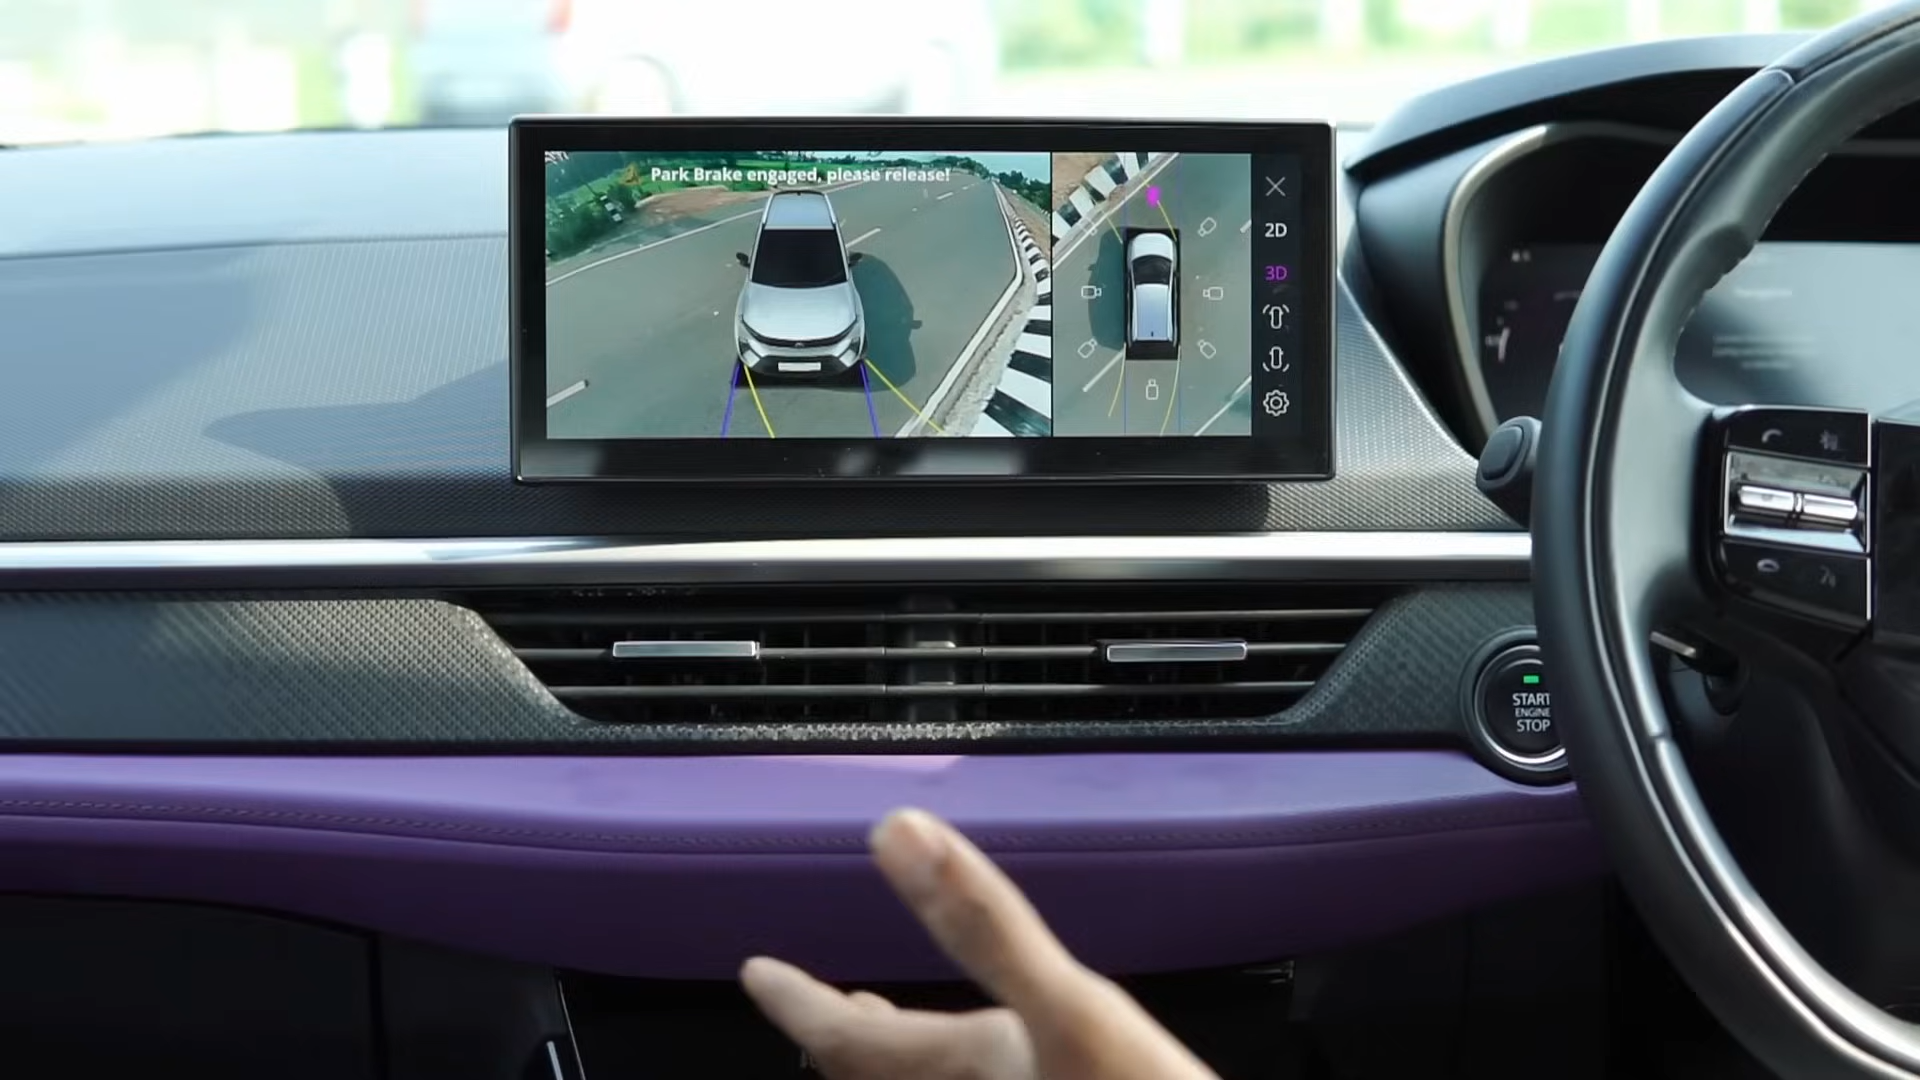 Park Brake engaged, please release!
2D
3D
START
ENGINE
STOP